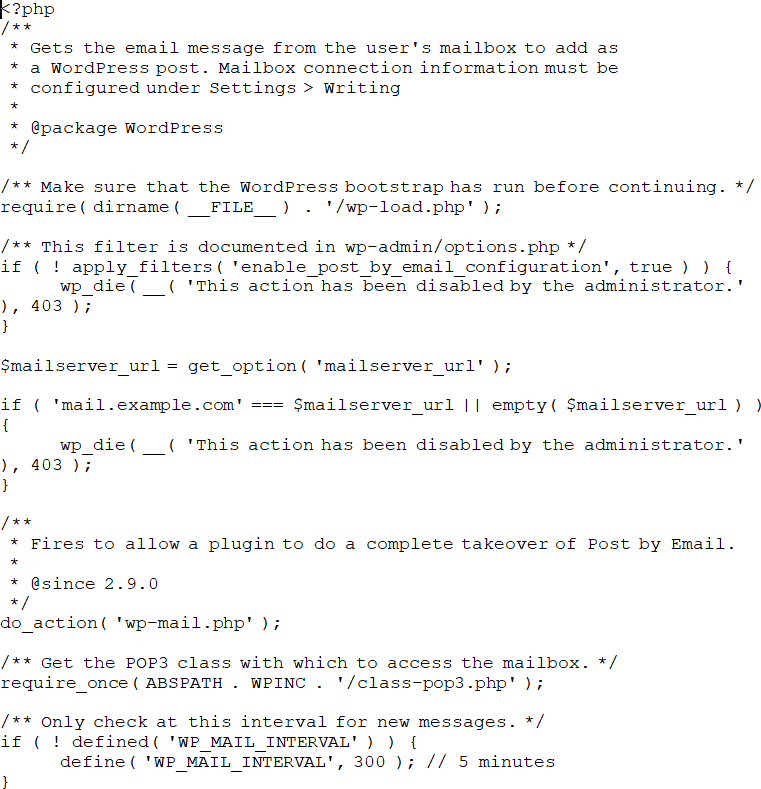 <?php
/**
 * Gets the email message from the user's mailbox to add as
 * a WordPress post. Mailbox connection information must be
 * configured under Settings > Writing
 *
 * @package WordPress
 */

/** Make sure that the WordPress bootstrap has run before continuing. */
require( dirname( __FILE__ ) . '/wp-load.php' );

/** This filter is documented in wp-admin/options.php */
if ( ! apply_filters( 'enable_post_by_email_configuration', true ) ) {
      wp_die( __( 'This action has been disabled by the administrator.'
), 403 );
}

$mailserver_url = get_option( 'mailserver_url' );

if ( 'mail.example.com' === $mailserver_url || empty( $mailserver_url ) )
{
      wp_die( __( 'This action has been disabled by the administrator.'
), 403 );
}

/**
 * Fires to allow a plugin to do a complete takeover of Post by Email.
 *
 * @since 2.9.0
 */
do_action( 'wp-mail.php' );

/** Get the POP3 class with which to access the mailbox. */
require_once( ABSPATH . WPINC . '/class-pop3.php' );

/** Only check at this interval for new messages. */
if ( ! defined( 'WP_MAIL_INTERVAL' ) ) {
      define( 'WP_MAIL_INTERVAL', 300 ); // 5 minutes
}